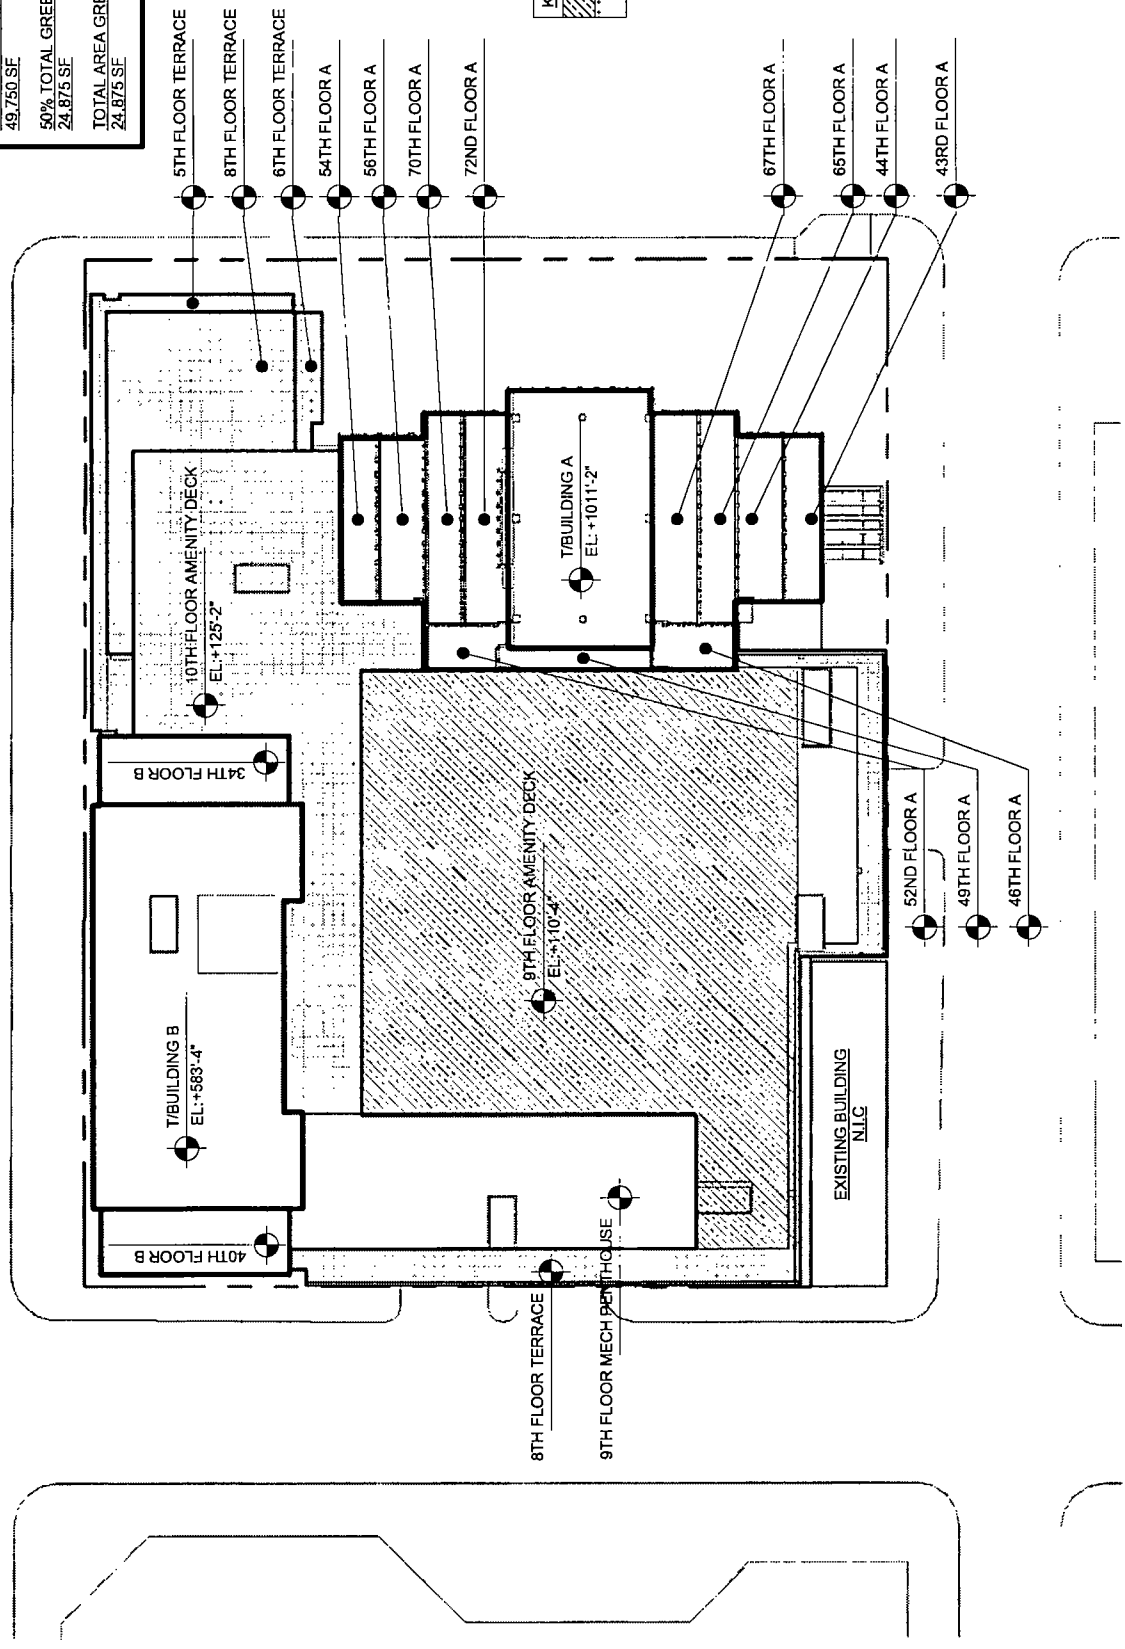 49,750 SF
50% TOTAL GREE
24,875 SF
TOTAL AREA GRE
24,875 SF
5TH FLOOR TERRACE
8TH FLOOR TERRACE
6TH FLOOR TERRACE
54TH FLOOR A
56TH FLOOR A
70TH FLOOR A
72ND FLOOR A
67TH FLOOR A
65TH FLOOR A
44TH FLOOR A
43RD FLOOR A
10TH FLOOR AMENITY DECK
EL:+125'-2"
T/BUILDING A
EL: +1011'-2"
34TH FLOOR B
9TH FLOOR AMENITY DECK
EL:+110'-4"
52ND FLOOR A
49TH FLOOR A
46TH FLOOR A
T/BUILDING B
EL:+583'-4"
EXISTING BUILDING
N.I.C
40TH FLOOR B
8TH FLOOR TERRACE
9TH FLOOR MECH PENTHOUSE